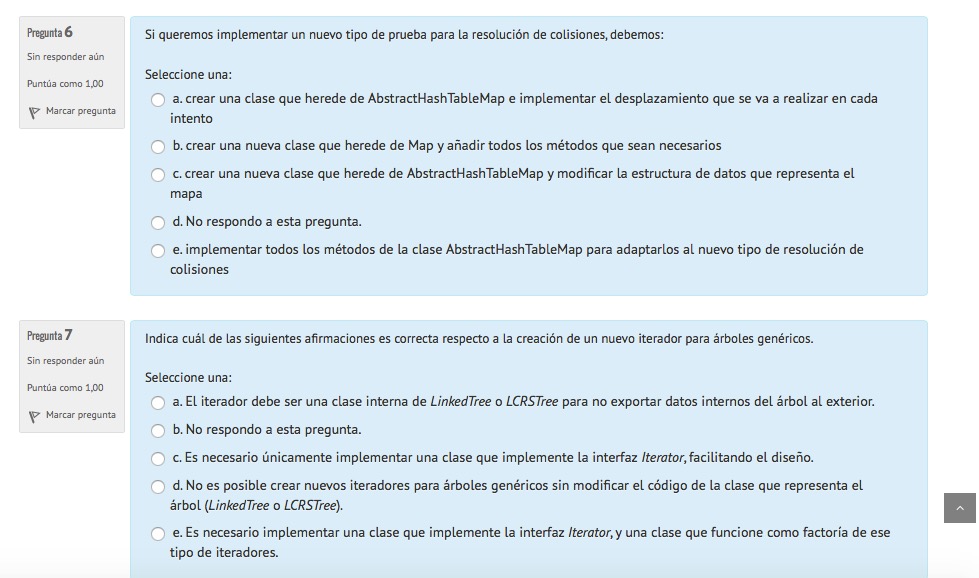 Pregunta 6
Sin responder aún
Puntúa como 1,00
Marcar pregunta
Si queremos implementar un nuevo tipo de prueba para la resolución de colisiones, debemos:
Seleccione una:
a. crear una clase que herede de AbstractHashTableMap e implementar el desplazamiento que se va a realizar en cada
intento
b. crear una nueva clase que herede de Map y añadir todos los métodos que sean necesarios
c. crear una nueva clase que herede de AbstractHashTableMap y modificar la estructura de datos que representa el
mapa
d. No respondo a esta pregunta.
e. implementar todos los métodos de la clase AbstractHashTableMap para adaptarlos al nuevo tipo de resolución de
colisiones
Pregunta 7
Sin responder aún
Puntúa como 1,00
Marcar pregunta
Indica cuál de las siguientes afirmaciones es correcta respecto a la creación de un nuevo iterador para árboles genéricos.
Seleccione una:
a. El iterador debe ser una clase interna de LinkedTree o LCRSTree para no exportar datos internos del árbol al exterior.
b. No respondo a esta pregunta.
c. Es necesario únicamente implementar una clase que implemente la interfaz Iterator, facilitando el diseño.
d. No es posible crear nuevos iteradores para árboles genéricos sin modificar el código de la clase que representa el
árbol (LinkedTree o LCRSTree).
e. Es necesario implementar una clase que implemente la interfaz Iterator, y una clase que funcione como factoría de ese
tipo de iteradores.